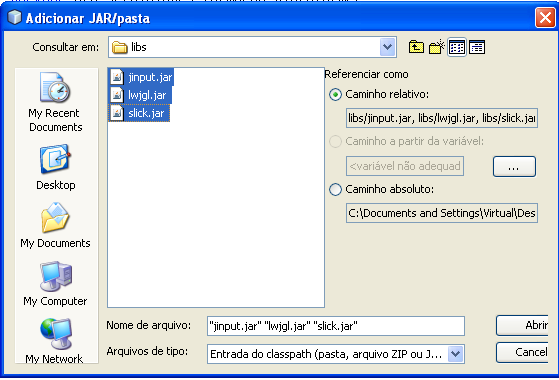 Adicionar JAR/pasta
Consultar em:
libs
My Recent
Documents
Desktop
My Documents
My Computer
My Network
jinput.jar
lwjgl.jar
slick.jar
Referenciar como
Caminho relativo:
libs/jinput.jar, libs/lwjgl.jar, libs/slick.jar
Caminho a partir da variável:
<variável não adequad
...
Caminho absoluto:
C:\Documents and Settings\Virtual\Des
Nome de arquivo:
"jinput.jar" "lwjgl.jar" "slick.jar"
Abrir
Arquivos de tipo:
Entrada do classpath (pasta, arquivo ZIP ou J...
Cancel